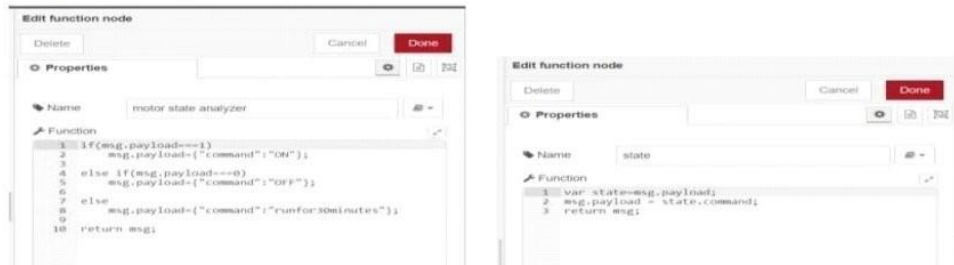 Edit function node
Delete Cancel Done
Properties
Name motor state analyzer
Function
1 if(msg.payload===1)
2 msg.payload={"command":"ON"};
3
4 else if(msg.payload===0)
5 msg.payload={"command":"OFF"};
6
7 else
8 msg.payload={"command":"runfor30minutes"};
9
10 return msg;
Edit function node
Delete Cancel Done
Properties
Name state
Function
1 var state=msg.payload;
2 msg.payload = state.command;
3 return msg;